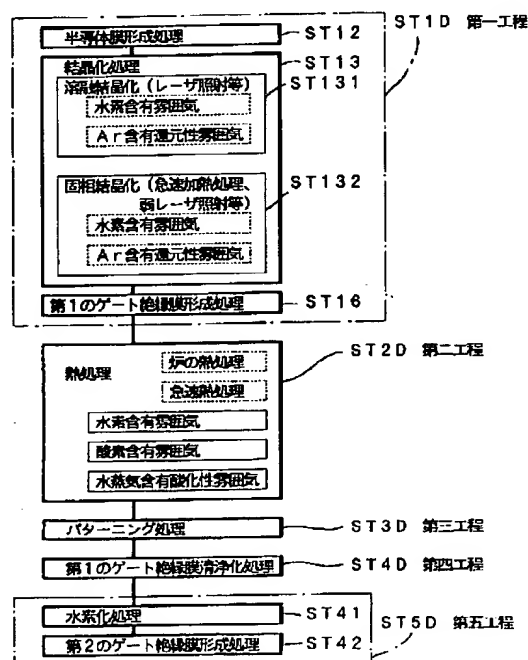 ST1D 第一工程
半導体膜形成処理 ST12
結晶化処理 ST13
溶融結晶化(レーザ照射等) ST131
水素含有雰囲気
Ar含有還元性雰囲気
固相結晶化(急速加熱処理、 ST132
弱レーザ照射等)
水素含有雰囲気
Ar含有還元性雰囲気
第1のゲート絶縁膜形成処理 ST16
ST2D 第二工程
熱処理 炉の熱処理
急速熱処理
水素含有雰囲気
酸素含有雰囲気
水蒸気含有酸化性雰囲気
パターニング処理 ST3D 第三工程
第1のゲート絶縁膜清浄化処理 ST4D 第四工程
水素化処理 ST41
ST5D 第五工程
第2のゲート絶縁膜形成処理 ST42